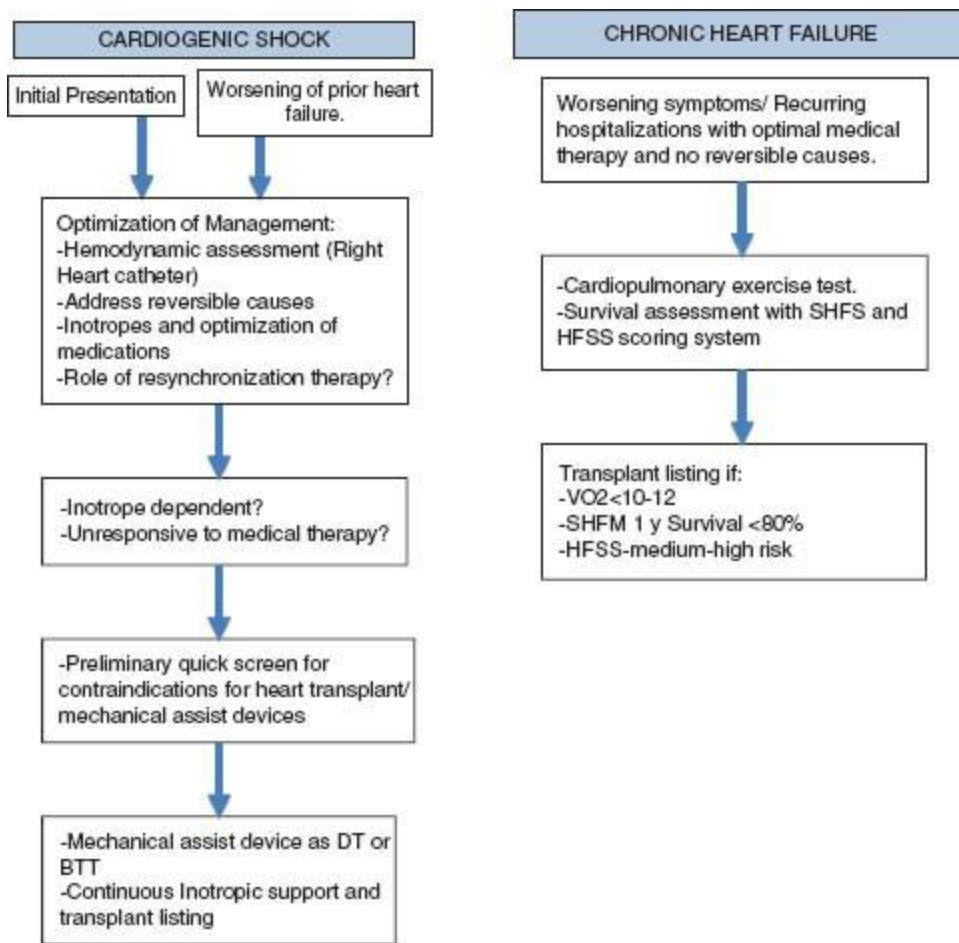 CARDIOGENIC SHOCK
Initial Presentation
Worsening of prior heart
failure.
Optimization of Management:
-Hemodynamic assessment (Right
Heart catheter)
-Address reversible causes
-Inotropes and optimization of
medications
-Role of resynchronization therapy?
-Inotrope dependent?
-Unresponsive to medical therapy?
-Preliminary quick screen for
contraindications for heart transplant/
mechanical assist devices
-Mechanical assist device as DT or
BTT
-Continuous Inotropic support and
transplant listing
CHRONIC HEART FAILURE
Worsening symptoms/ Recurring
hospitalizations with optimal medical
therapy and no reversible causes.
-Cardiopulmonary exercise test.
-Survival assessment with SHFS and
HFSS scoring system
Transplant listing if:
-VO2<10-12
-SHFM 1 y Survival <80%
-HFSS-medium-high risk